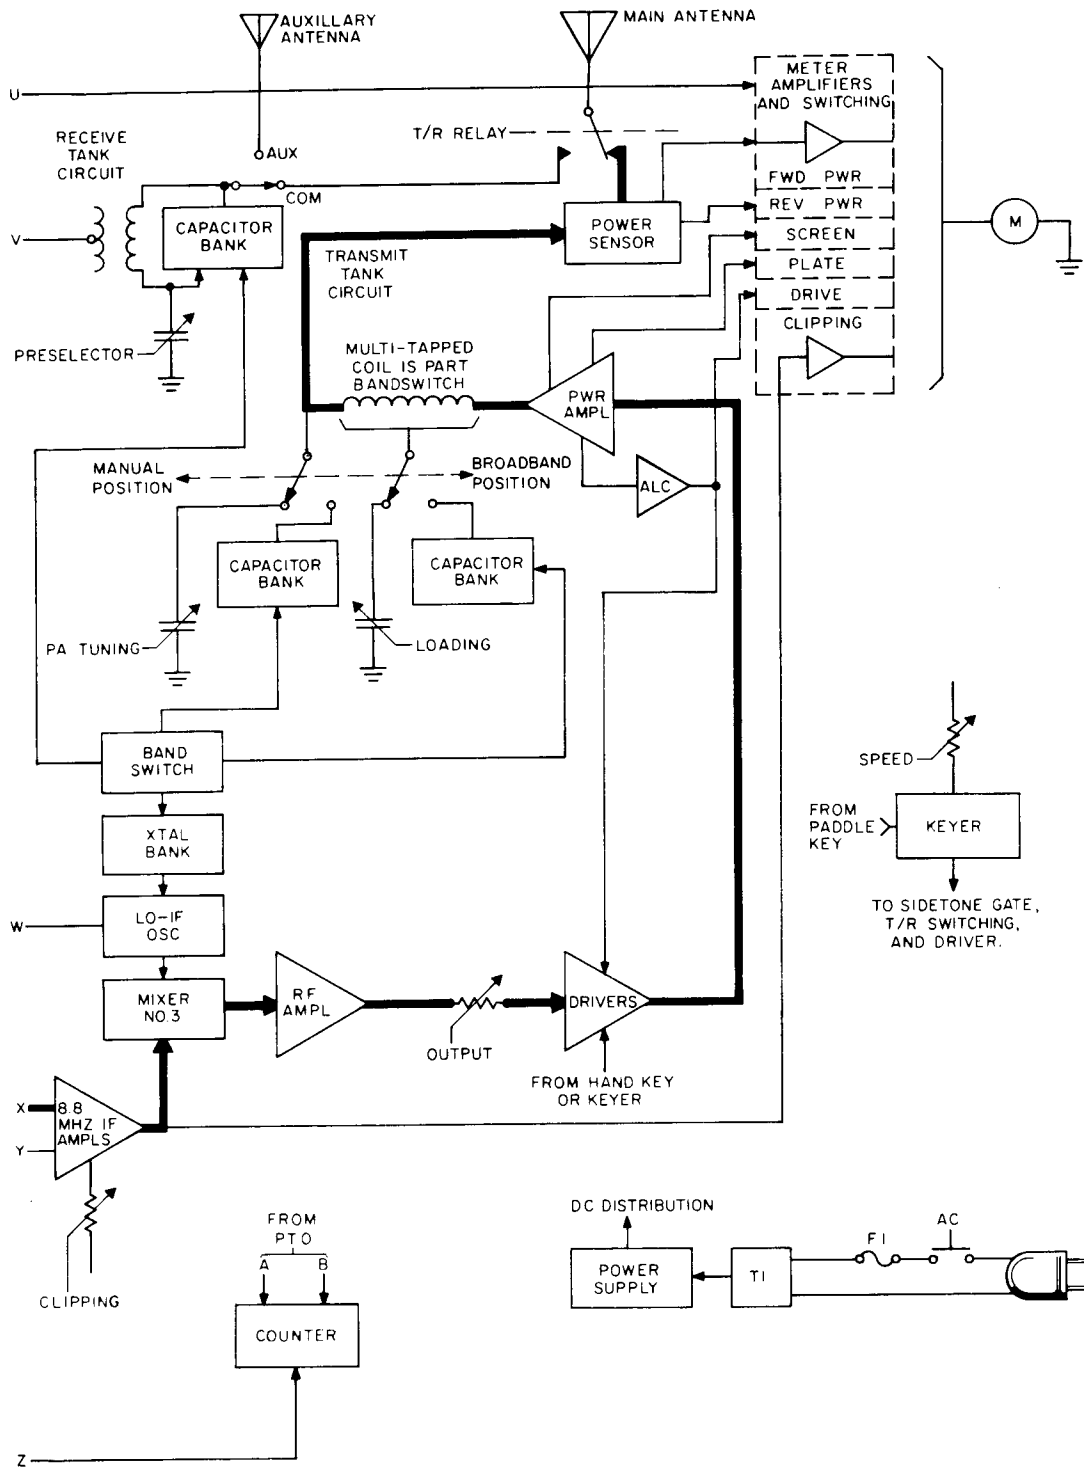 AUXILLARY
ANTENNA
MAIN ANTENNA
U
METER
AMPLIFIERS
AND SWITCHING
RECEIVE
TANK
CIRCUIT
T/R RELAY
AUX
COM
FWD PWR
V
CAPACITOR
BANK
POWER
SENSOR
REV PWR
M
SCREEN
TRANSMIT
TANK
CIRCUIT
PLATE
DRIVE
CLIPPING
PRESELECTOR
MULTI-TAPPED
COIL IS PART
BANDSWITCH
PWR
AMPL
MANUAL
POSITION
BROADBAND
POSITION
ALC
CAPACITOR
BANK
CAPACITOR
BANK
PA TUNING
LOADING
BAND
SWITCH
SPEED
XTAL
BANK
FROM
PADDLE
KEY
KEYER
W
LO-IF
OSC
TO SIDETONE GATE,
T/R SWITCHING,
AND DRIVER.
MIXER
NO.3
RF
AMPL
DRIVERS
OUTPUT
FROM HAND KEY
OR KEYER
X
8.8
MHZ IF
AMPLS
Y
CLIPPING
FROM
PTO
A B
COUNTER
DC DISTRIBUTION
POWER
SUPPLY
T1
F1
AC
Z